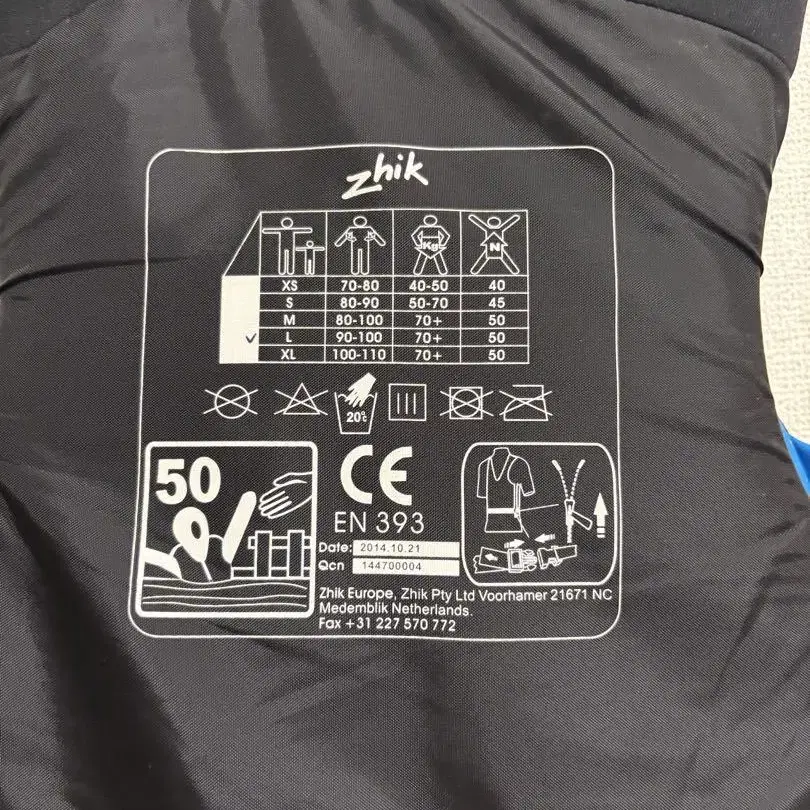 zhik
Kg
N
XS 70-80 40-50 40
S 80-90 50-70 45
M 80-100 70+ 50
L 90-100 70+ 50
XL 100-110 70+ 50
20°c
50
CE
EN 393
Date: 2014.10.21
Qcn 144700004
Zhik Europe, Zhik Pty Ltd Voorhamer 21671 NC
Medemblik Netherlands.
Fax +31 227 570 772